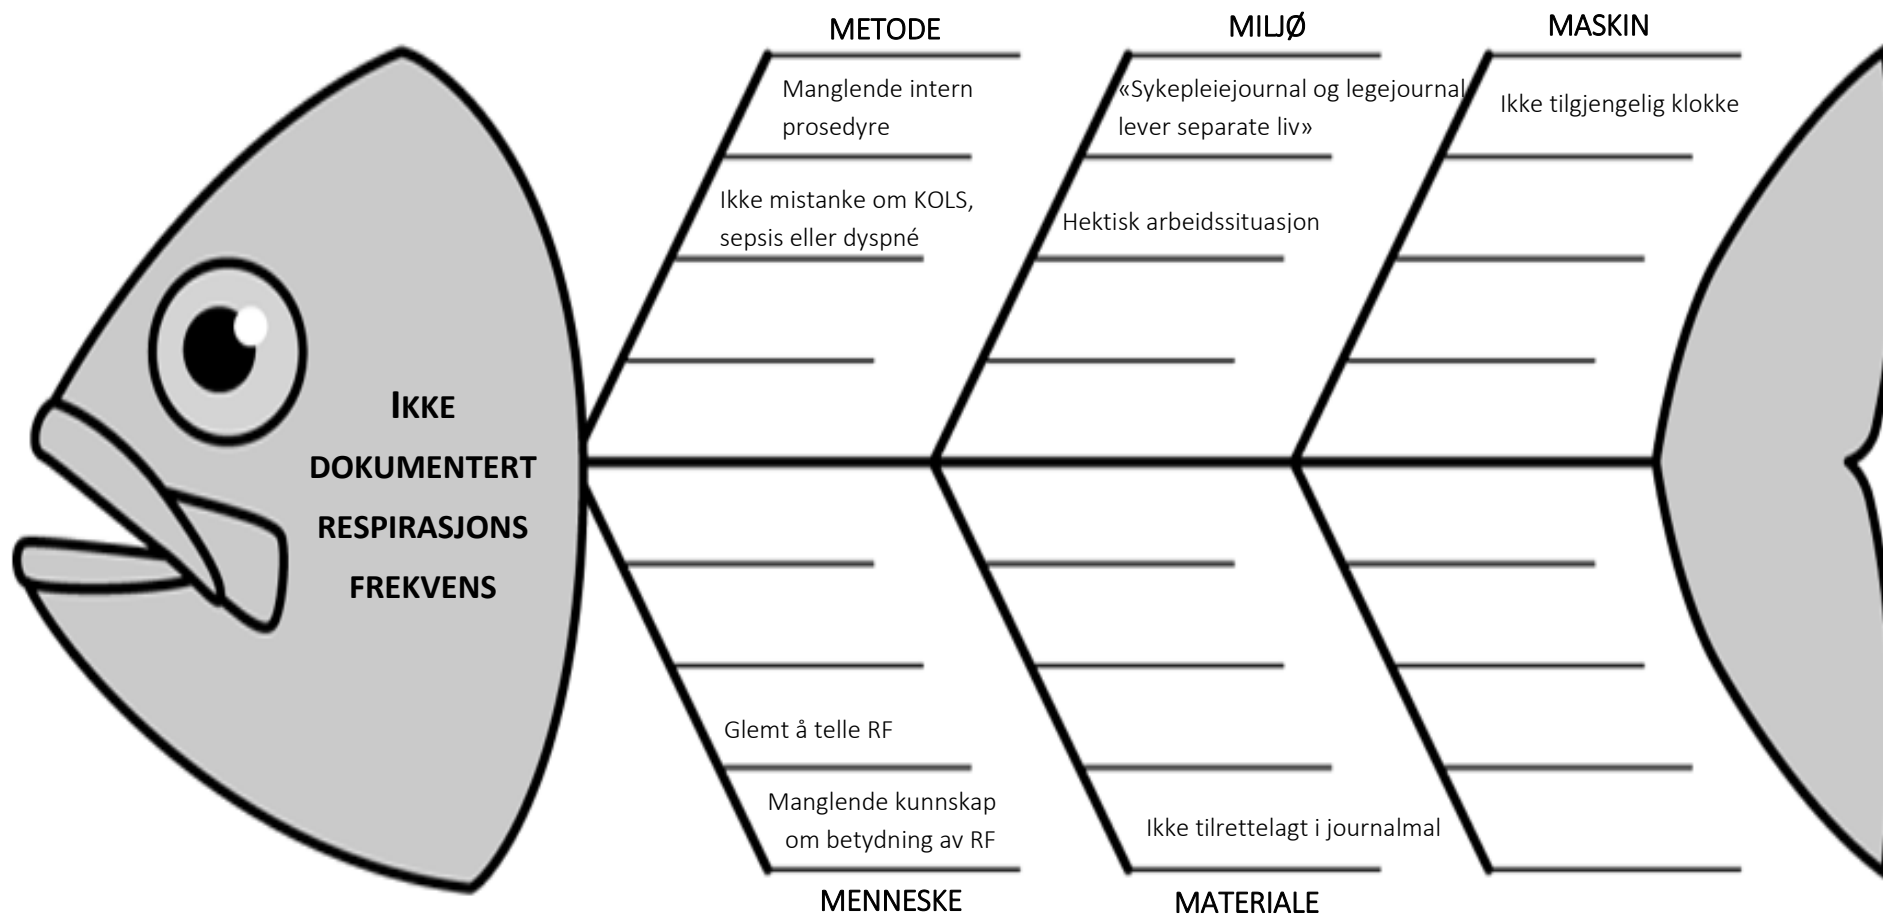 METODE
Manglende intern
prosedyre
Ikke mistanke om KOLS,
sepsis eller dyspné
MILJØ
«Sykepleiejournal og legejournal
lever separate liv»
Hektisk arbeidssituasjon
MASKIN
Ikke tilgjengelig klokke
IKKE
DOKUMENTERT
RESPIRASJONS
FREKVENS
Glemt å telle RF
Manglende kunnskap
om betydning av RF
MENNESKE
Ikke tilrettelagt i journalmal
MATERIALE